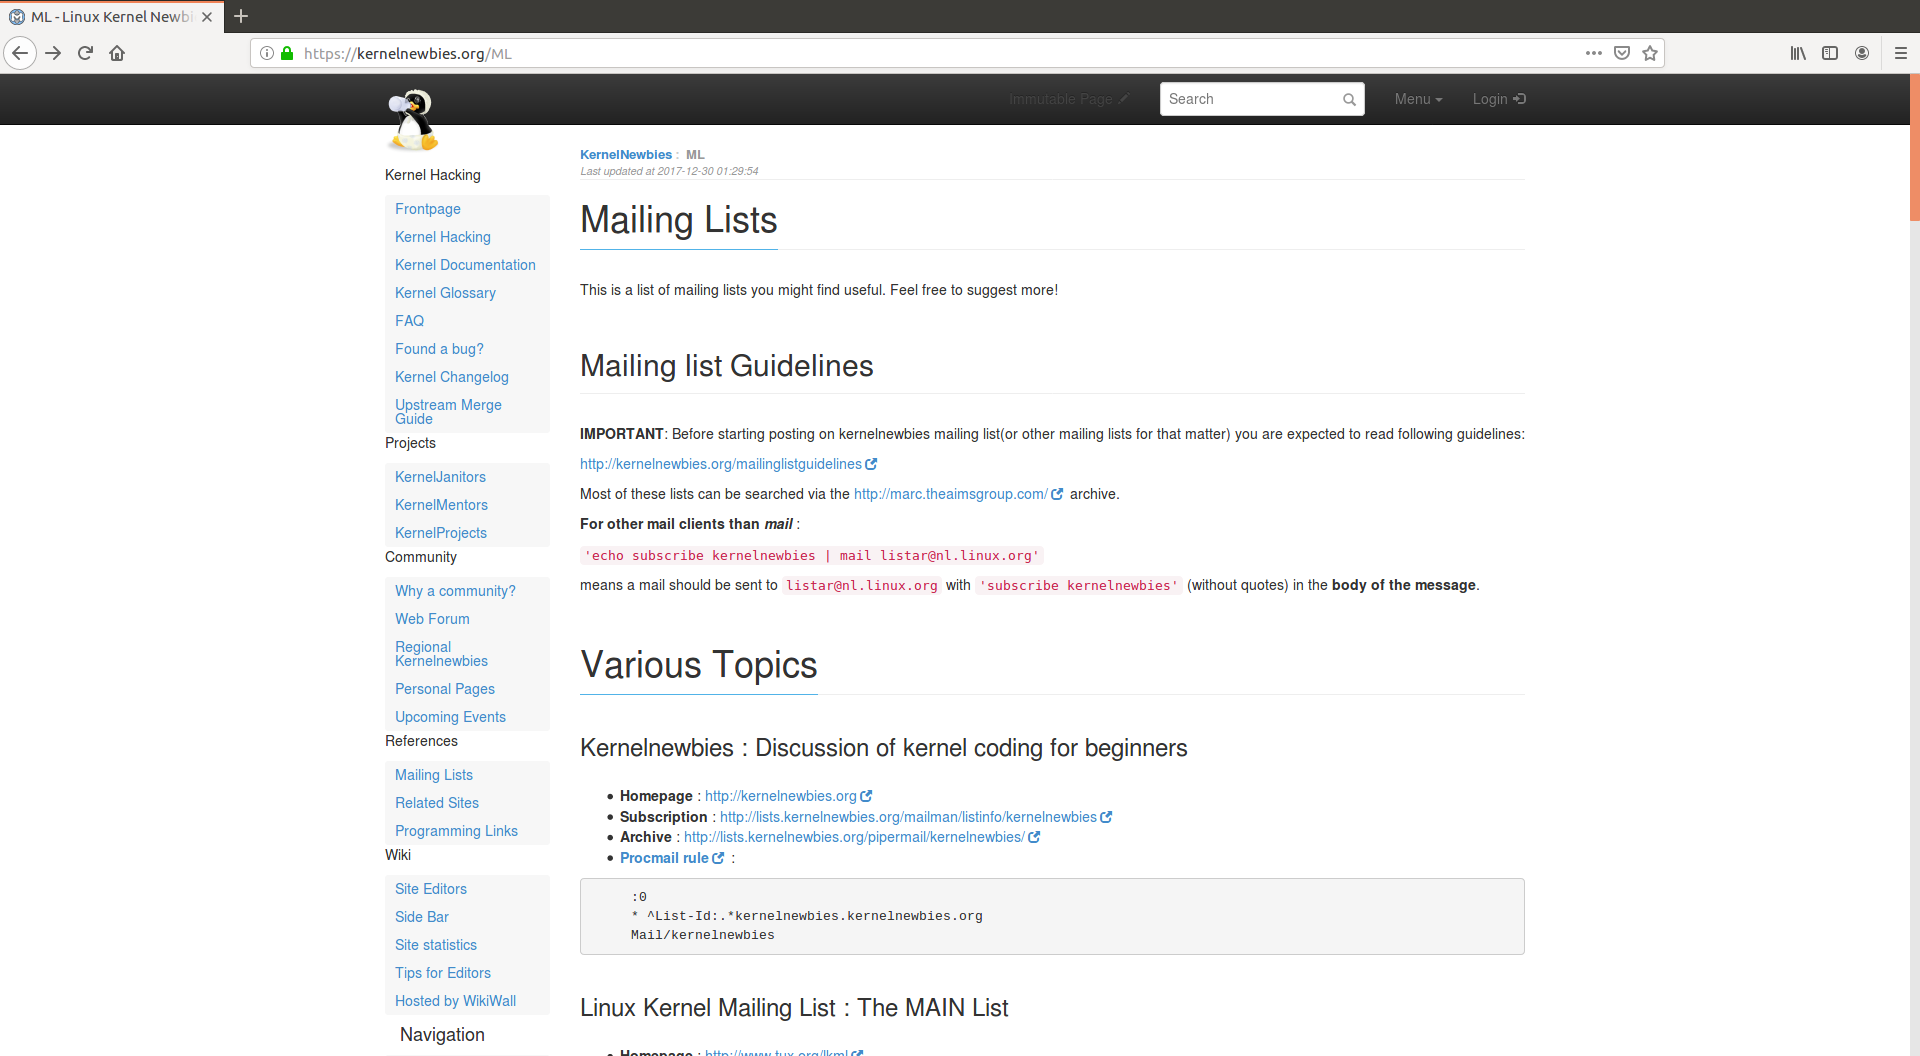 ML - Linux Kernel Newbi
https://kernelnewbies.org/ML
Immutable Page
Search
Menu
Login
Kernel Hacking
Frontpage
Kernel Hacking
Kernel Documentation
Kernel Glossary
FAQ
Found a bug?
Kernel Changelog
Upstream Merge
Guide
Projects
KernelJanitors
KernelMentors
KernelProjects
Community
Why a community?
Web Forum
Regional
Kernelnewbies
Personal Pages
Upcoming Events
References
Mailing Lists
Related Sites
Programming Links
Wiki
Site Editors
Side Bar
Site statistics
Tips for Editors
Hosted by WikiWall
Navigation
KernelNewbies : ML
Last updated at 2017-12-30 01:29:54
Mailing Lists
This is a list of mailing lists you might find useful. Feel free to suggest more!
Mailing list Guidelines
IMPORTANT: Before starting posting on kernelnewbies mailing list(or other mailing lists for that matter) you are expected to read following guidelines:
http://kernelnewbies.org/mailinglistguidelines
Most of these lists can be searched via the http://marc.theaimsgroup.com/ archive.
For other mail clients than mail :
'echo subscribe kernelnewbies | mail listar@nl.linux.org'
means a mail should be sent to listar@nl.linux.org with 'subscribe kernelnewbies' (without quotes) in the body of the message.
Various Topics
Kernelnewbies : Discussion of kernel coding for beginners
• Homepage : http://kernelnewbies.org
• Subscription : http://lists.kernelnewbies.org/mailman/listinfo/kernelnewbies
• Archive : http://lists.kernelnewbies.org/pipermail/kernelnewbies/
• Procmail rule :
:0
* ^List-Id:.*kernelnewbies.kernelnewbies.org
Mail/kernelnewbies
Linux Kernel Mailing List : The MAIN List
• Homepage : http://www.tux.org/lkml